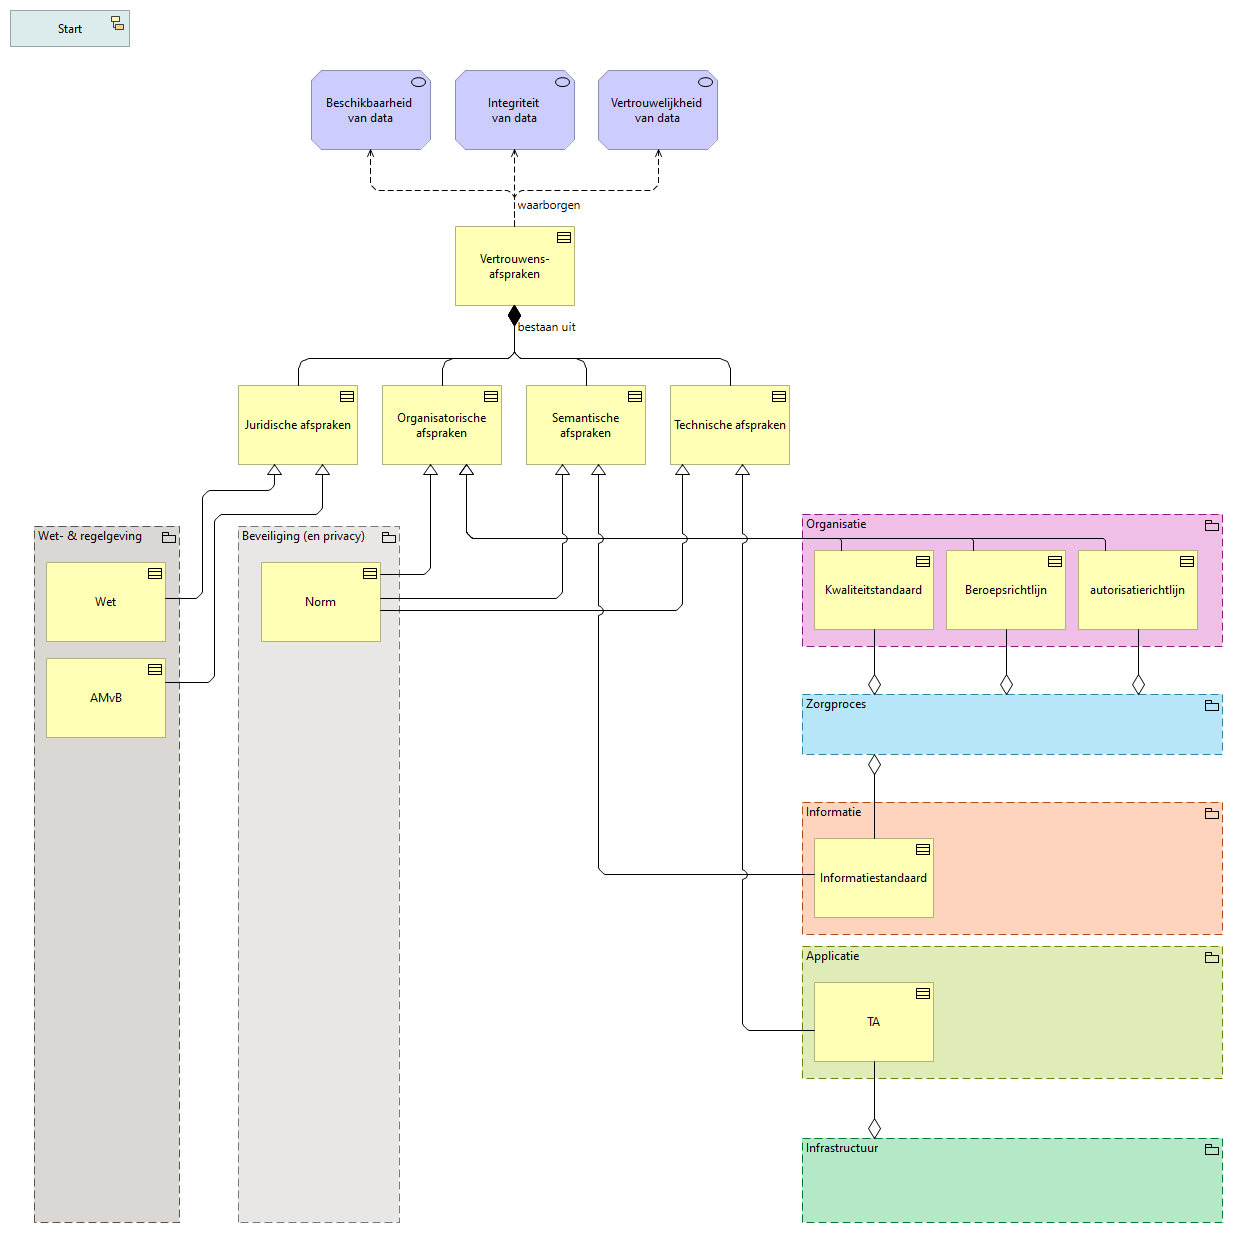 Start
Beschikbaarheid
van data
Integriteit
van data
Vertrouwelijkheid
van data
waarborgen
Vertrouwens-
afspraken
bestaan uit
Juridische afspraken
Organisatorische
afspraken
Semantische
afspraken
Technische afspraken
Wet- & regelgeving
Wet
AMvB
Beveiliging (en privacy)
Norm
Organisatie
Kwaliteitstandaard
Beroepsrichtlijn
autorisatierichtlijn
Zorgproces
Informatie
Informatiestandaard
Applicatie
TA
Infrastructuur